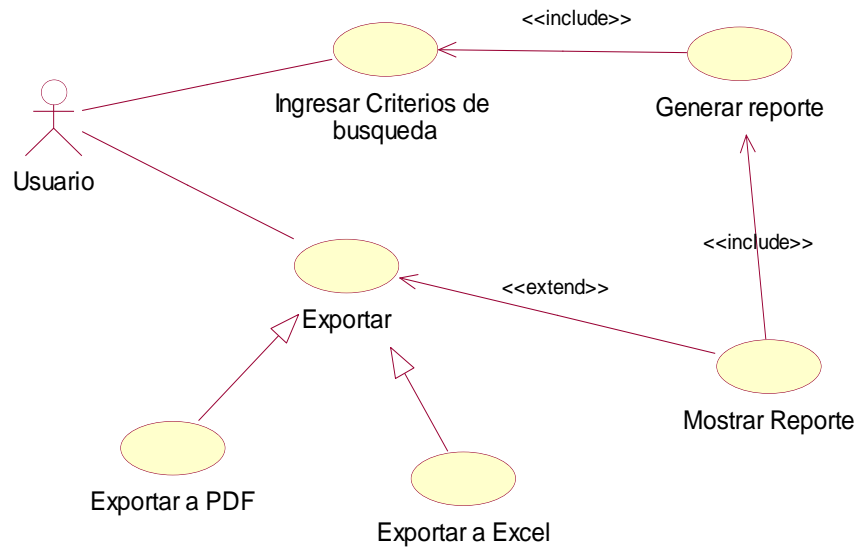 <<include>>
Ingresar Criterios de
busqueda
Generar reporte
Usuario
<<include>>
<<extend>>
Exportar
Mostrar Reporte
Exportar a PDF
Exportar a Excel